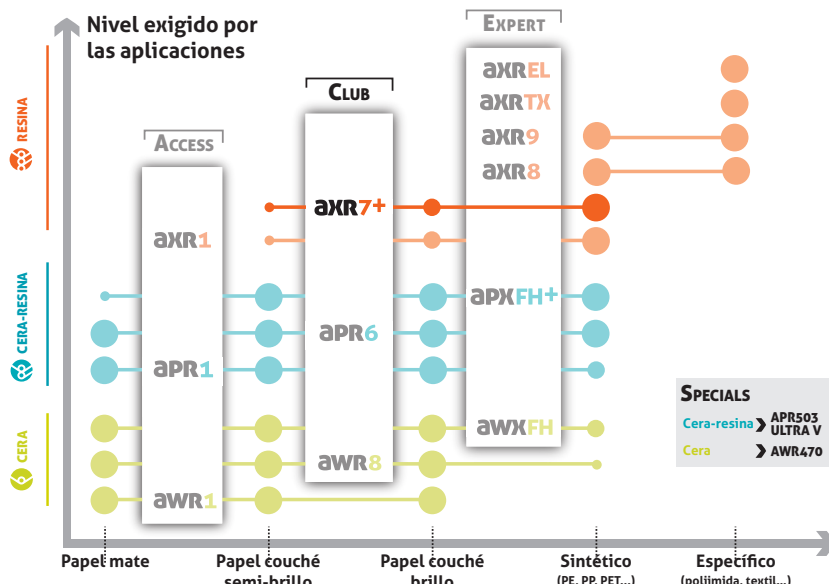 Nivel exigido por
las aplicaciones
EXPERT
CLUB
ACCESS
RESINA
CERA-RESINA
CERA
aXREL
aXRTX
aXR9
aXR8
aXR7+
aXR1
aPXFH+
aPR6
aPR1
aWXFH
aWR8
aWR1
SPECIALS
Cera-resina > APR503
ULTRA V
Cera > AWR470
Papel mate
Papel couché
semi-brillo
Papel couché
brillo
Sintético
(PE, PP, PET...)
Específico
(poliimida, textil...)